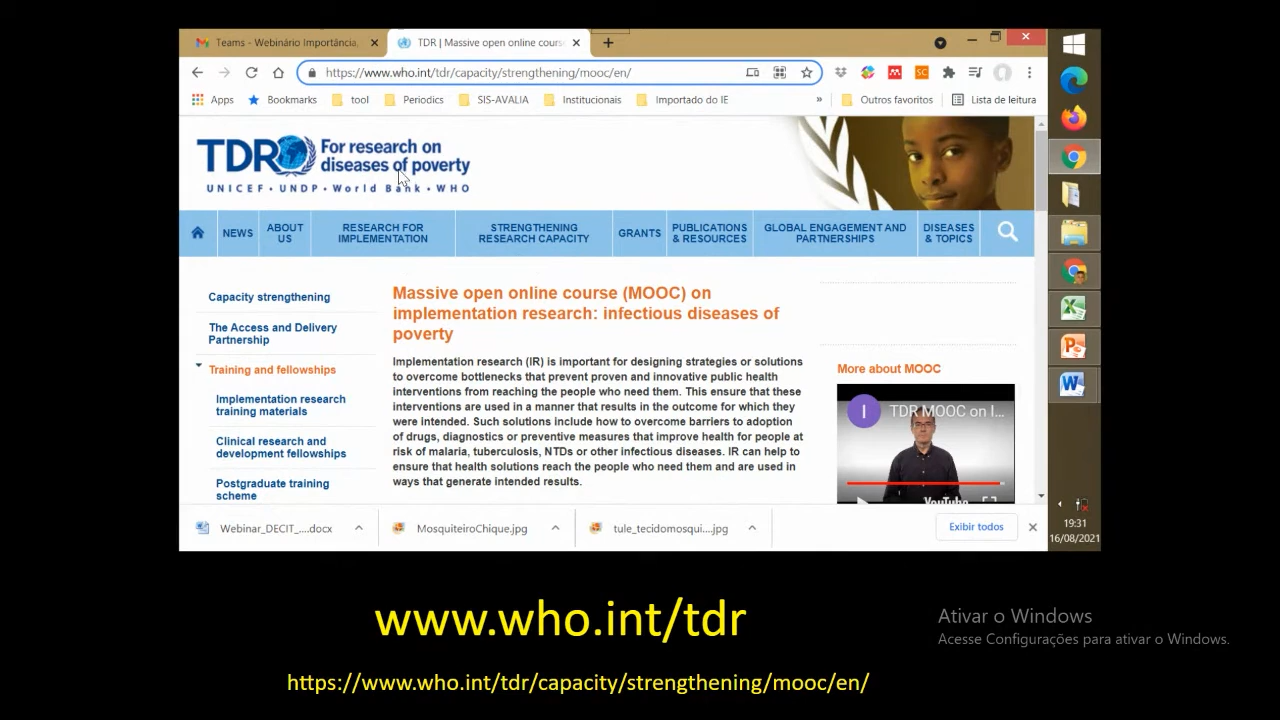 Teams - Webinário Importância,
TDR | Massive open online cours
https://www.who.int/tdr/capacity/strengthening/mooc/en/
SC
Apps
Bookmarks
tool
Periodics
SIS-AVALIA
Institucionais
Importado do IE
»
Outros favoritos
Lista de leitura
TDR
For research on
diseases of poverty
UNICEF • UNDP • World Bank • WHO
NEWS
ABOUT
US
RESEARCH FOR
IMPLEMENTATION
STRENGTHENING
RESEARCH CAPACITY
GRANTS
PUBLICATIONS
& RESOURCES
GLOBAL ENGAGEMENT AND
PARTNERSHIPS
DISEASES
& TOPICS
Capacity strengthening
The Access and Delivery
Partnership
Training and fellowships
Implementation research
training materials
Clinical research and
development fellowships
Postgraduate training
scheme
Massive open online course (MOOC) on
implementation research: infectious diseases of
poverty
Implementation research (IR) is important for designing strategies or solutions
to overcome bottlenecks that prevent proven and innovative public health
interventions from reaching the people who need them. This ensure that these
interventions are used in a manner that results in the outcome for which they
were intended. Such solutions include how to overcome barriers to adoption
of drugs, diagnostics or preventive measures that improve health for people at
risk of malaria, tuberculosis, NTDs or other infectious diseases. IR can help to
ensure that health solutions reach the people who need them and are used in
ways that generate intended results.
More about MOOC
I
TDR MOOC on I...
YouTube
Webinar_DECIT_....docx
MosquiteiroChique.jpg
tule_tecidomosqui....jpg
Exibir todos
19:31
16/08/2021
www.who.int/tdr
https://www.who.int/tdr/capacity/strengthening/mooc/en/
Ativar o Windows
Acesse Configurações para ativar o Windows.